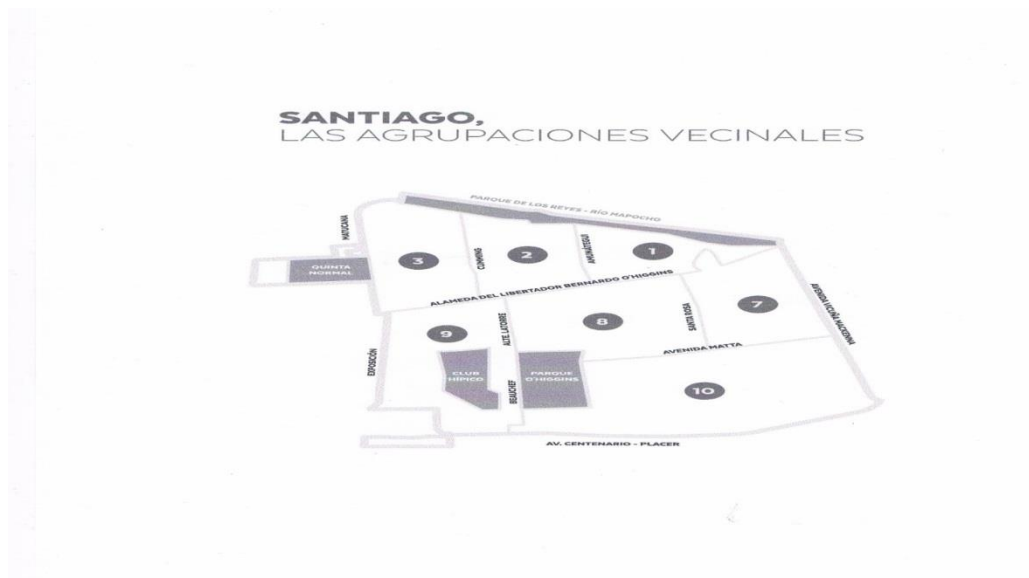 SANTIAGO,
LAS AGRUPACIONES VECINALES
PARQUE DE LOS REYES - RÍO MAPOCHO
MATUCANA
CUMMING
AMUNÁTEGUI
1
2
3
QUINTA
NORMAL
ALAMEDA DEL LIBERTADOR BERNARDO O'HIGGINS
7
AVENIDA VICUÑA MACKENNA
SANTA ROSA
8
ALTE. LATORRE
9
EXPOSICIÓN
AVENIDA MATTA
CLUB
HÍPICO
PARQUE
O'HIGGINS
BEAUCHEF
10
AV. CENTENARIO - PLACER